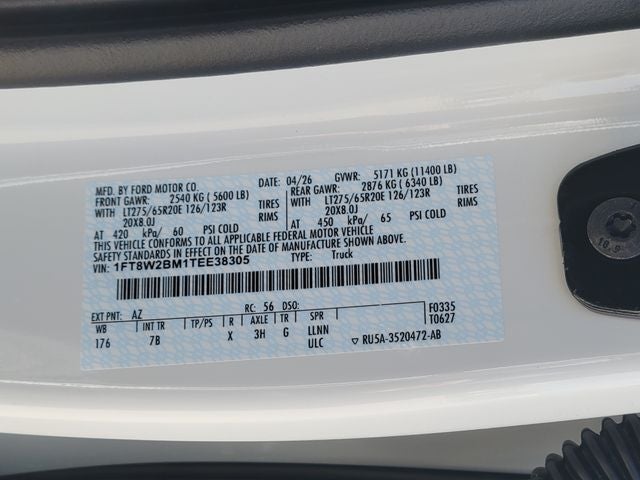 MFD. BY FORD MOTOR CO. DATE: 04/26 GVWR: 5171 KG (11400 LB)
FRONT GAWR: 2540 KG (5600 LB) REAR GAWR: 2876 KG (6340 LB)
WITH LT275/65R20E 126/123R TIRES WITH LT275/65R20E 126/123R TIRES
20X8.0J RIMS 20X8.0J RIMS
AT 420 kPa/ 60 PSI COLD AT 450 kPa/ 65 PSI COLD
THIS VEHICLE CONFORMS TO ALL APPLICABLE FEDERAL MOTOR VEHICLE
SAFETY STANDARDS IN EFFECT ON THE DATE OF MANUFACTURE SHOWN ABOVE.
VIN: 1FT8W2BM1TEE38305 TYPE: Truck
EXT PNT: AZ RC: 56 DSO: F0335
WB INT TR TP/PS R AXLE TR SPR T0627
176 7B X 3H G LLNN
ULC ▽ RU5A-3520472-AB
10.9